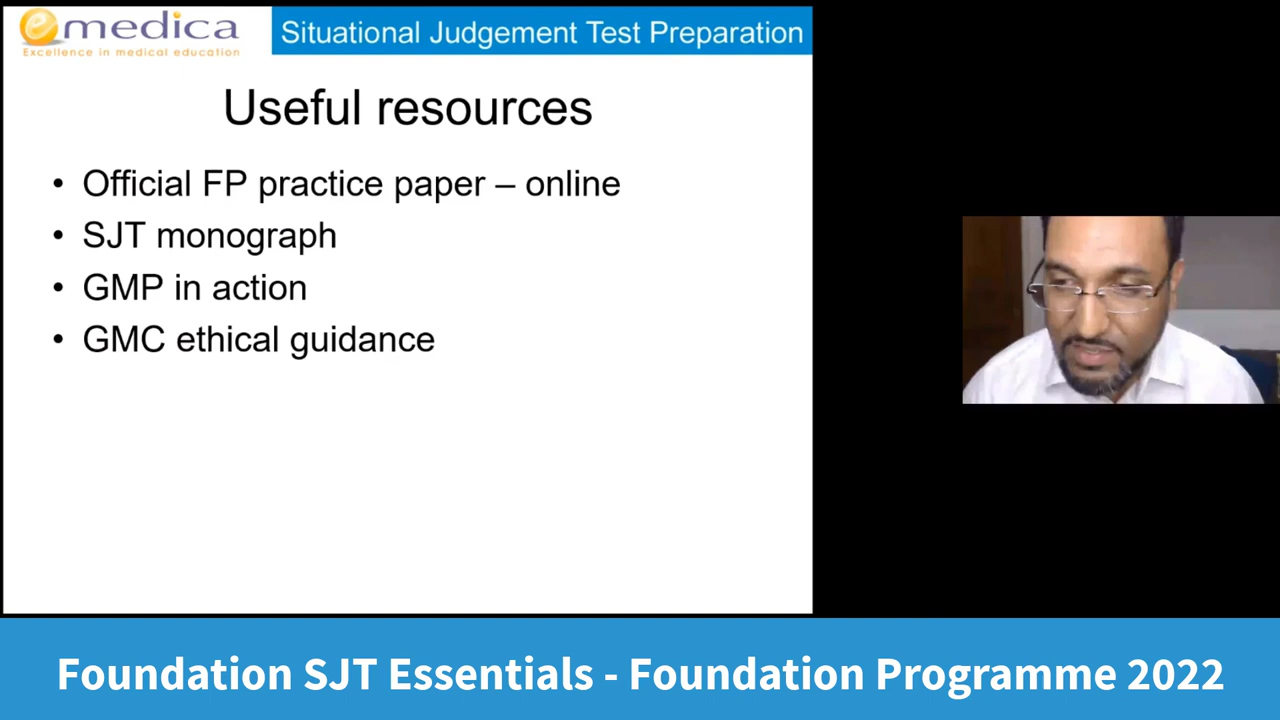 emedica
Excellence in medical education
Situational Judgement Test Preparation
Useful resources
• Official FP practice paper – online
• SJT monograph
• GMP in action
• GMC ethical guidance
Foundation SJT Essentials - Foundation Programme 2022